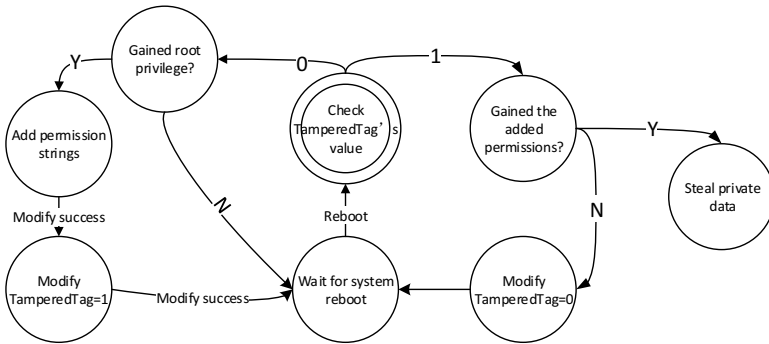 Gained root
privilege?
Y
0
1
Check
TamperedTag's
value
Gained the
added
permissions?
Y
Add permission
strings
Steal private
data
N
N
Modify success
Reboot
Modify
TamperedTag=1
Modify success
Wait for system
reboot
Modify
TamperedTag=0